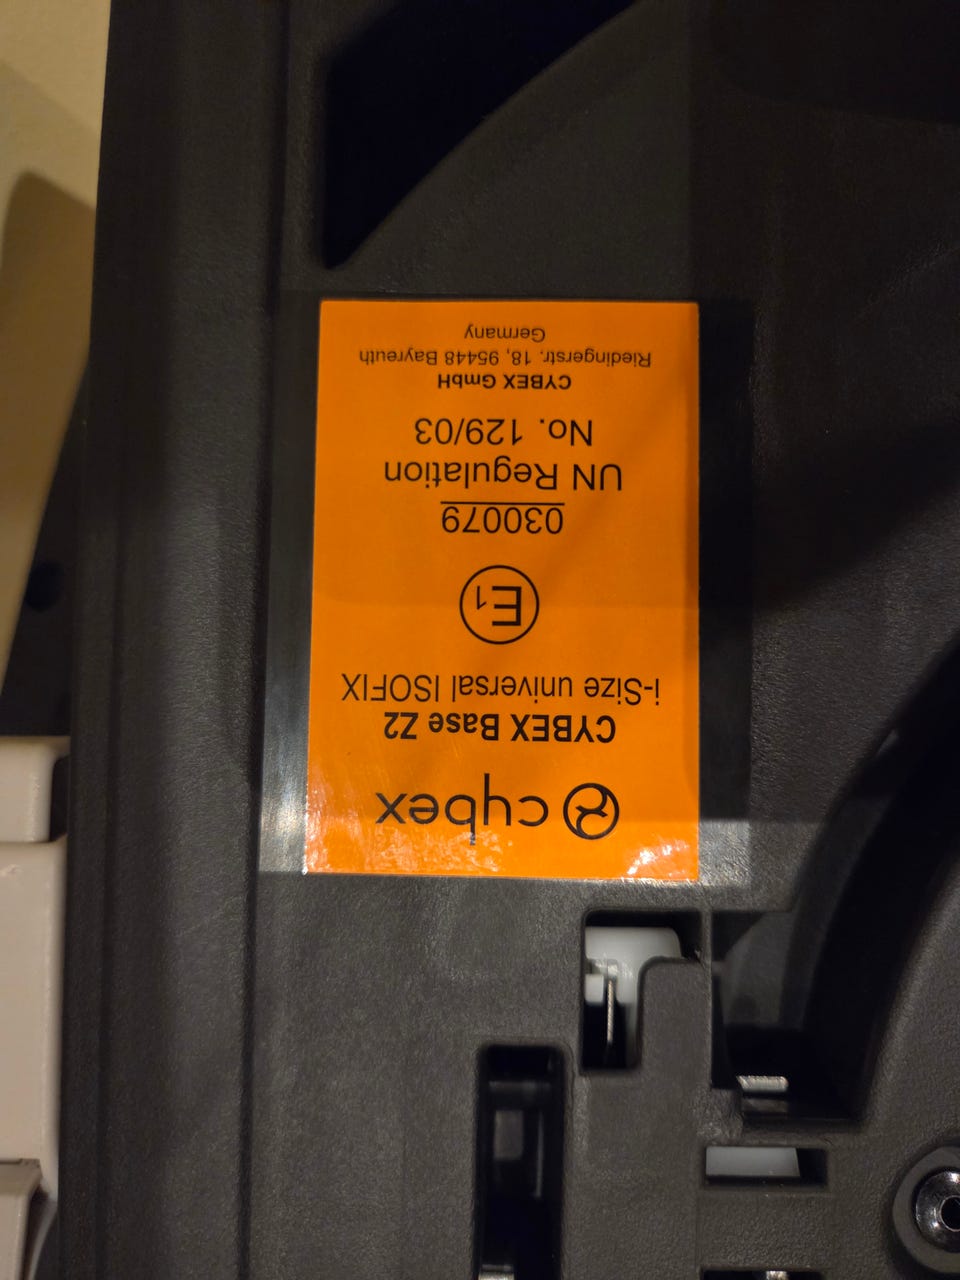 cybex
CYBEX Base Z2
i-Size universal ISOFIX
E1
030079
UN Regulation
No. 129/03
CYBEX GmbH
Riedingerstr. 18, 95448 Bayreuth
Germany